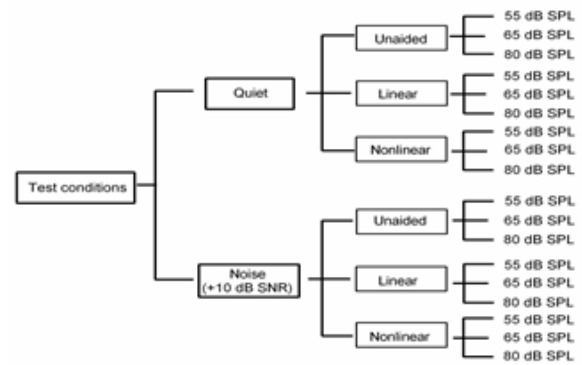 Test conditions
Quiet
Unaided
55 dB SPL
65 dB SPL
80 dB SPL
Linear
55 dB SPL
65 dB SPL
80 dB SPL
Nonlinear
55 dB SPL
65 dB SPL
80 dB SPL
Noise
(+10 dB SNR)
Unaided
55 dB SPL
65 dB SPL
80 dB SPL
Linear
55 dB SPL
65 dB SPL
80 dB SPL
Nonlinear
55 dB SPL
65 dB SPL
80 dB SPL